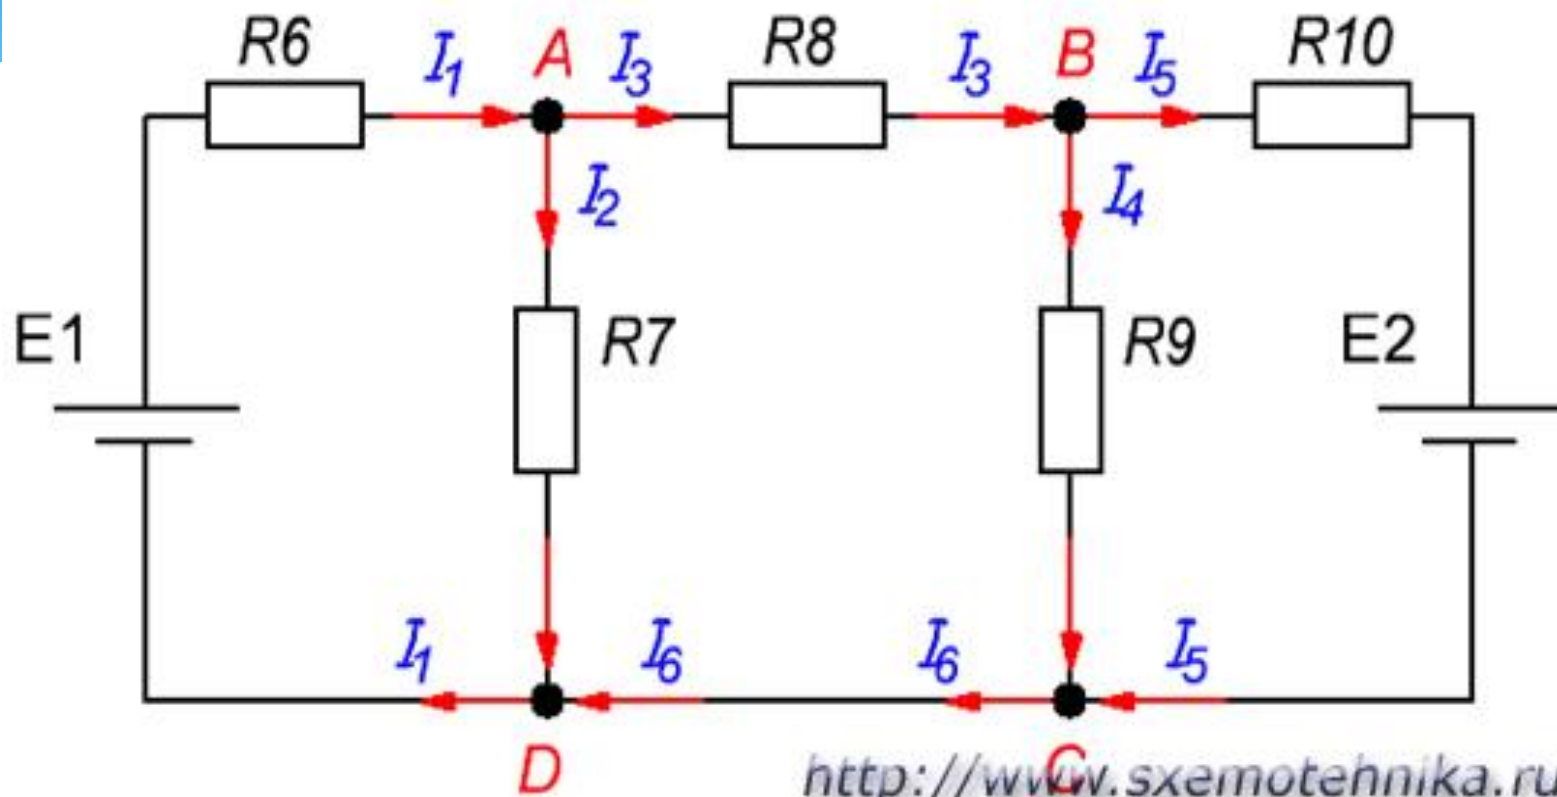 R6 I1 A I3 R8 I3 B I5 R10
I2 I4
E1 R7 R9 E2
I1 I6 I6 I5
D C
http://www.sxemotehnika.ru